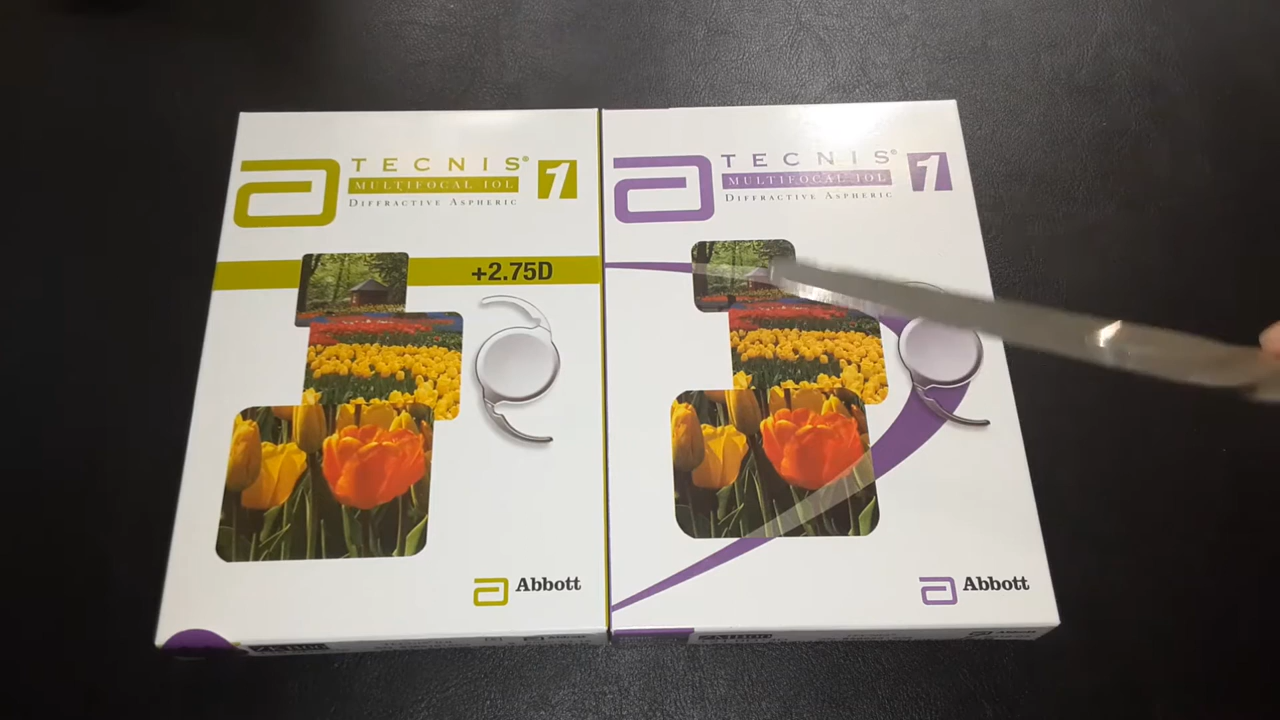 TECNIS® 1
MULTIFOCAL IOL
DIFFRACTIVE ASPHERIC
+2.75D
Abbott
TECNIS® 1
MULTIFOCAL IOL
DIFFRACTIVE ASPHERIC
Abbott